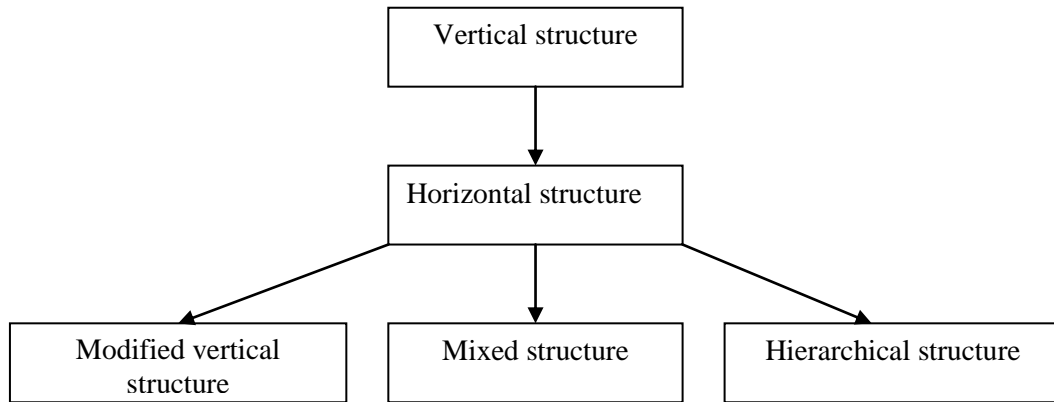 Vertical structure
Horizontal structure
Modified vertical
structure
Mixed structure
Hierarchical structure